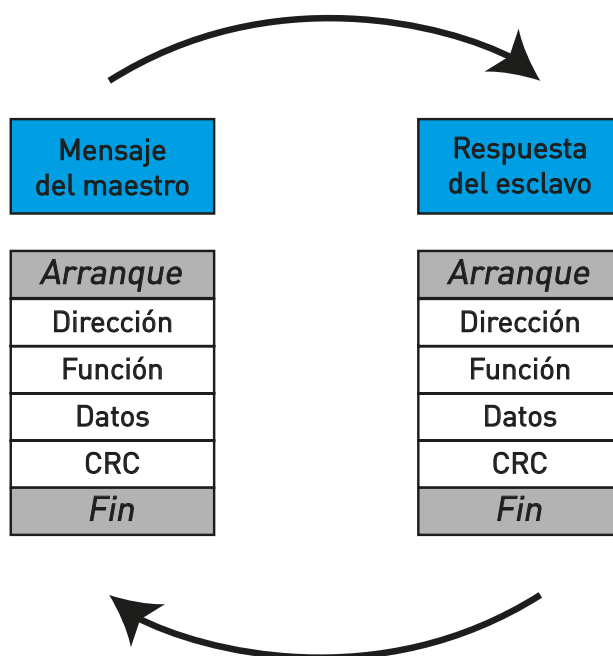 Mensaje
del maestro
Arranque
Dirección
Función
Datos
CRC
Fin
Respuesta
del esclavo
Arranque
Dirección
Función
Datos
CRC
Fin